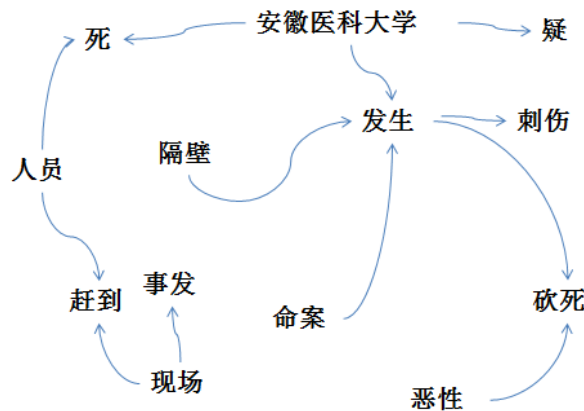 安徽医科大学
死
疑
发生
刺伤
隔壁
人员
事发
赶到
砍死
命案
现场
恶性